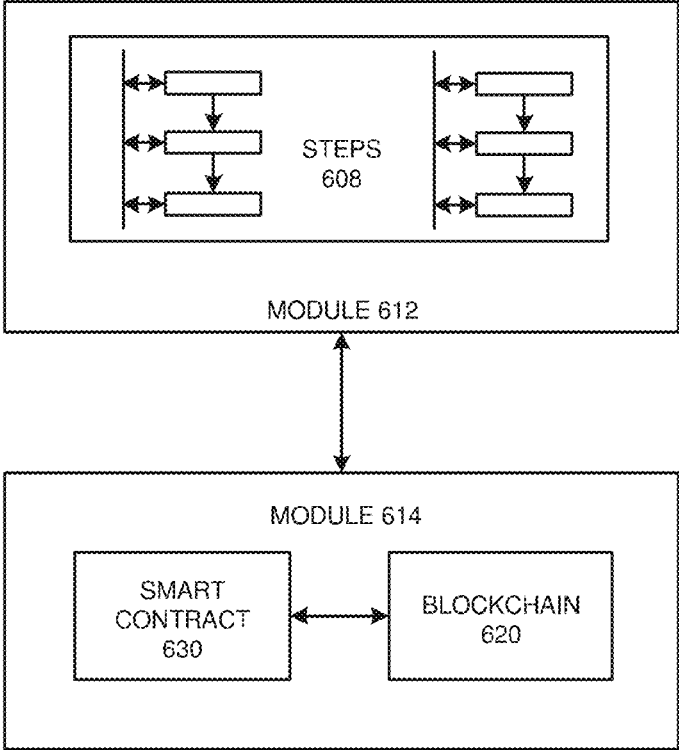 STEPS
608
MODULE 612
MODULE 614
SMART
CONTRACT
630
BLOCKCHAIN
620